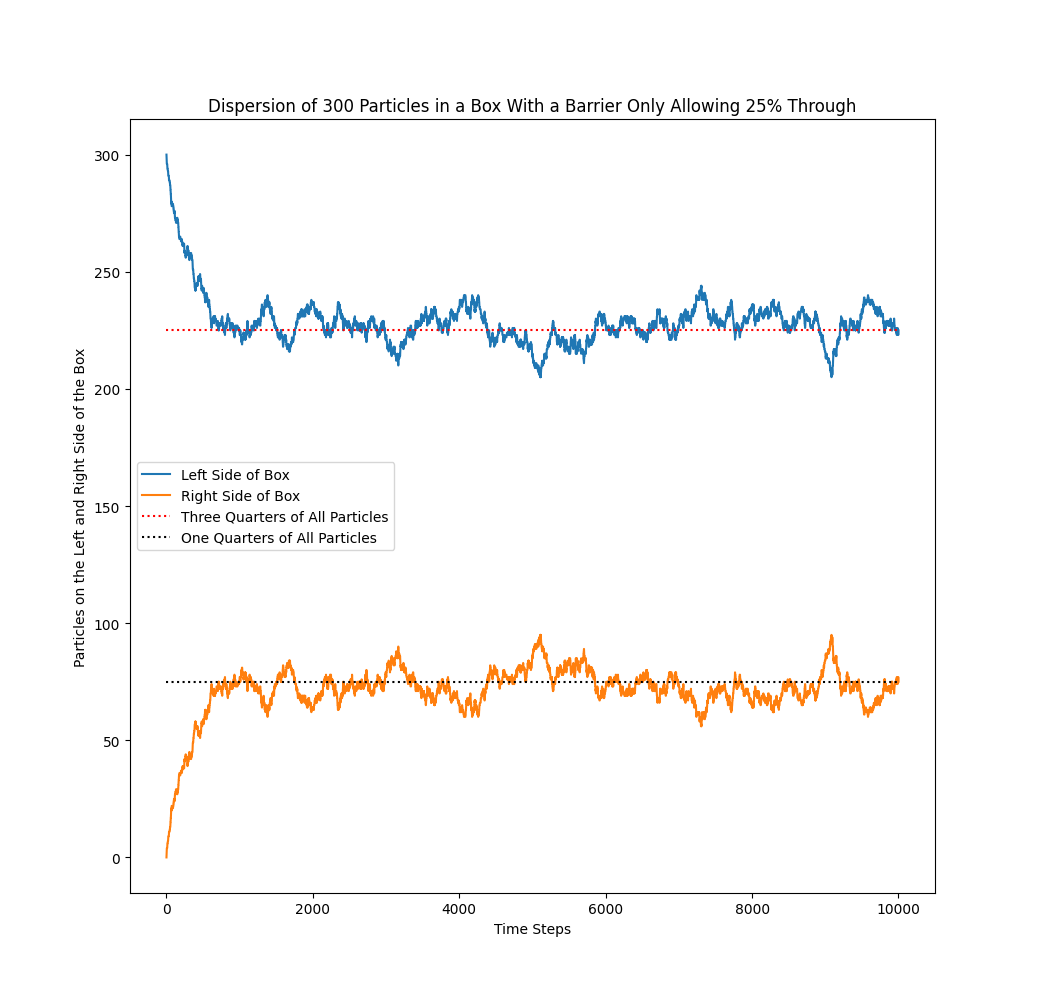 Dispersion of 300 Particles in a Box With a Barrier Only Allowing 25% Through
Particles on the Left and Right Side of the Box
300
250
200
150
100
50
0
Left Side of Box
Right Side of Box
Three Quarters of All Particles
One Quarters of All Particles
0 2000 4000 6000 8000 10000
Time Steps